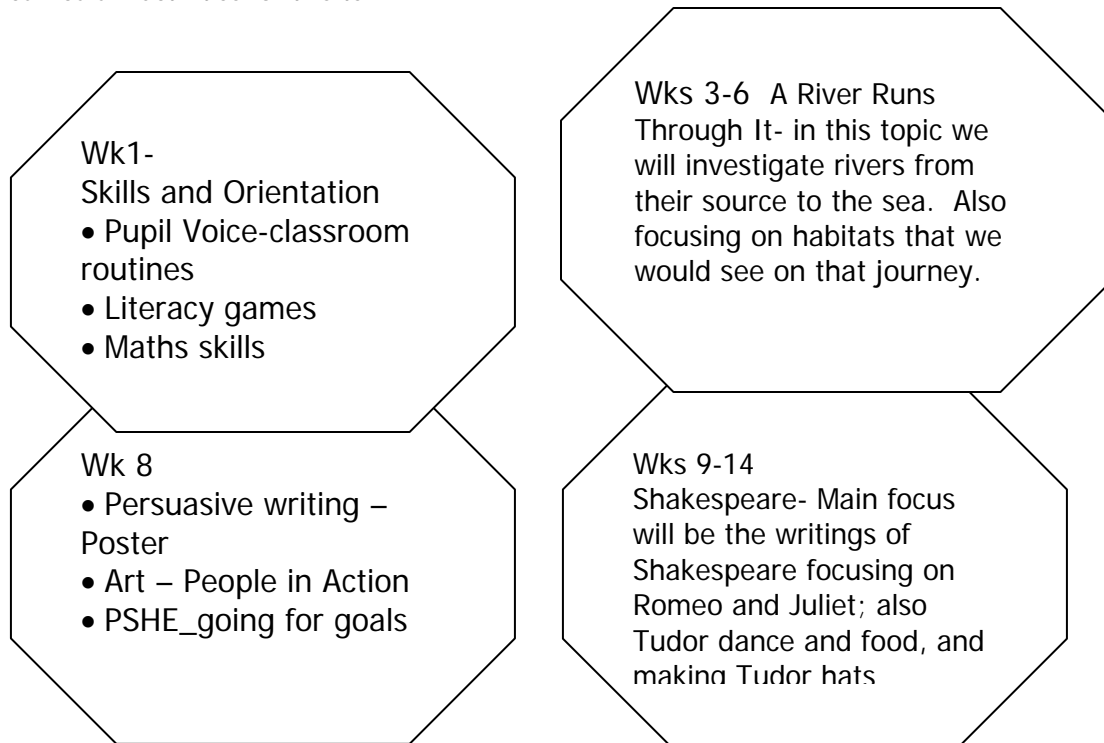 Wk1-
Skills and Orientation
• Pupil Voice-classroom
routines
• Literacy games
• Maths skills
Wks 3-6 A River Runs
Through It- in this topic we
will investigate rivers from
their source to the sea. Also
focusing on habitats that we
would see on that journey.
Wk 8
• Persuasive writing –
Poster
• Art – People in Action
• PSHE_going for goals
Wks 9-14
Shakespeare- Main focus
will be the writings of
Shakespeare focusing on
Romeo and Juliet; also
Tudor dance and food, and
making Tudor hats